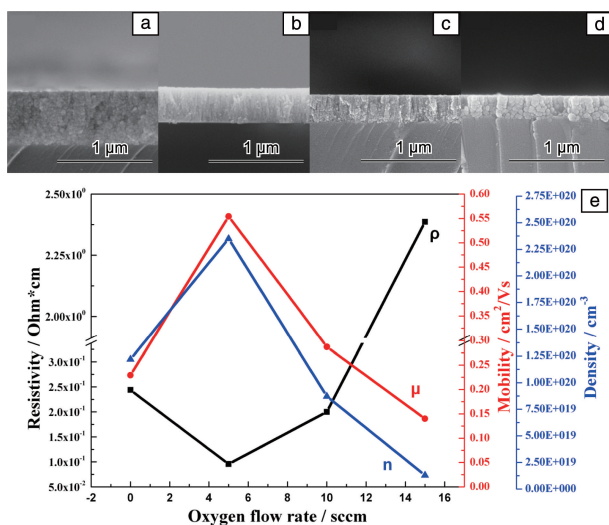 a
b
c
d
1 µm
1 µm
1 µm
1 µm
e
Resistivity / Ohm*cm
2.50x10⁰
2.25x10⁰
2.00x10⁰
3.0x10⁻¹
2.5x10⁻¹
2.0x10⁻¹
1.5x10⁻¹
1.0x10⁻¹
5.0x10⁻²
ρ
µ
n
0.60
0.55
0.50
0.45
0.40
0.35
0.30
0.25
0.20
0.15
0.10
0.05
0.00
Mobility / cm²/Vs
2.75E+020
2.50E+020
2.25E+020
2.00E+020
1.75E+020
1.50E+020
1.25E+020
1.00E+020
7.50E+019
5.00E+019
2.50E+019
0.00E+000
Density / cm⁻³
-2 0 2 4 6 8 10 12 14 16
Oxygen flow rate / sccm